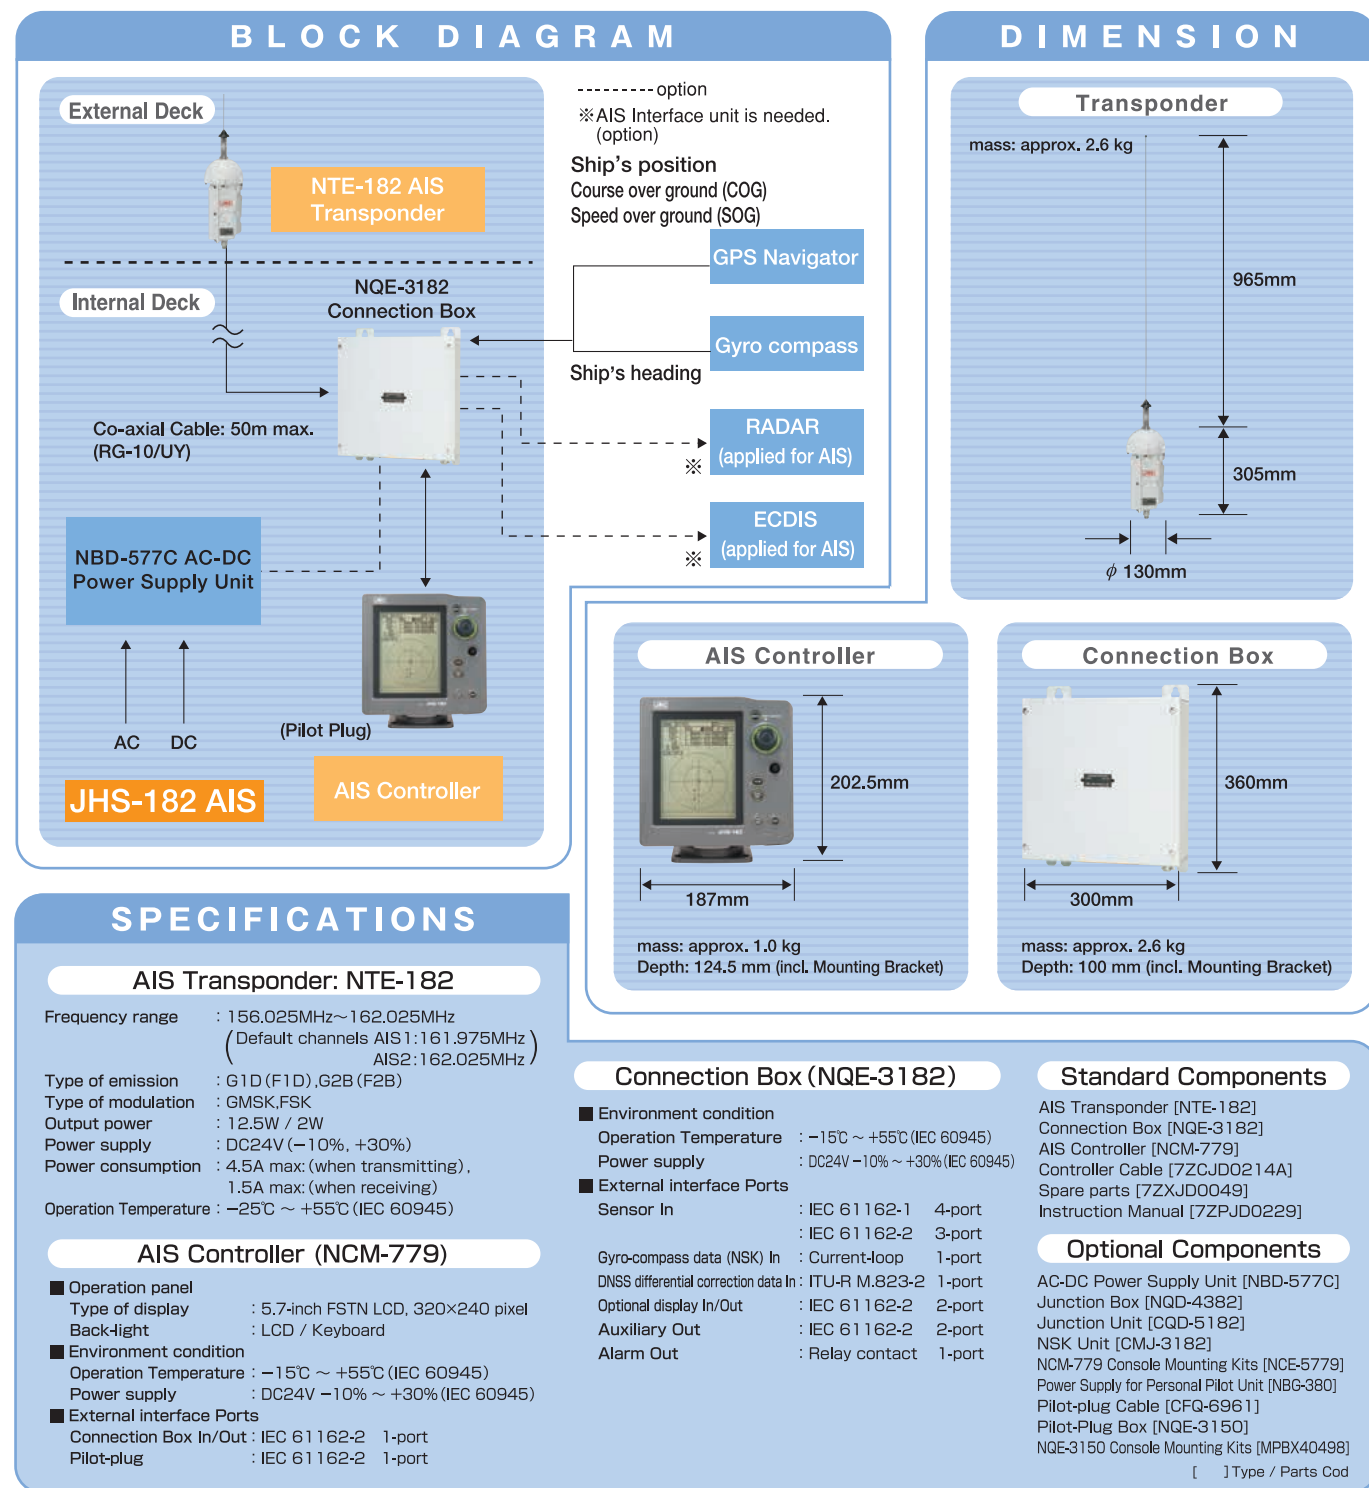 BLOCK DIAGRAM
External Deck
NTE-182 AIS
Transponder
Internal Deck
NQE-3182
Connection Box
Co-axial Cable: 50m max.
(RG-10/UY)
NBD-577C AC-DC
Power Supply Unit
AC DC
(Pilot Plug)
JHS-182 AIS
AIS Controller
---------- option
※AIS Interface unit is needed.
(option)
Ship's position
Course over ground (COG)
Speed over ground (SOG)
GPS Navigator
Gyro compass
Ship's heading
RADAR
(applied for AIS)
※
ECDIS
(applied for AIS)
※
DIMENSION
Transponder
mass: approx. 2.6 kg
965mm
305mm
φ 130mm
AIS Controller
202.5mm
187mm
mass: approx. 1.0 kg
Depth: 124.5 mm (incl. Mounting Bracket)
Connection Box
360mm
300mm
mass: approx. 2.6 kg
Depth: 100 mm (incl. Mounting Bracket)
SPECIFICATIONS
AIS Transponder: NTE-182
Frequency range : 156.025MHz~162.025MHz
(Default channels AIS1:161.975MHz
AIS2:162.025MHz)
Type of emission : G1D (F1D) ,G2B (F2B)
Type of modulation : GMSK,FSK
Output power : 12.5W / 2W
Power supply : DC24V (−10%, +30%)
Power consumption : 4.5A max: (when transmitting) ,
1.5A max: (when receiving)
Operation Temperature : −25℃ ~ +55℃ (IEC 60945)
AIS Controller (NCM-779)
■ Operation panel
Type of display : 5.7-inch FSTN LCD, 320×240 pixel
Back-light : LCD / Keyboard
■ Environment condition
Operation Temperature : −15℃ ~ +55℃ (IEC 60945)
Power supply : DC24V −10% ~ +30% (IEC 60945)
■ External interface Ports
Connection Box In/Out : IEC 61162-2 1-port
Pilot-plug : IEC 61162-2 1-port
Connection Box (NQE-3182)
■ Environment condition
Operation Temperature : −15℃ ~ +55℃ (IEC 60945)
Power supply : DC24V −10% ~ +30% (IEC 60945)
■ External interface Ports
Sensor In : IEC 61162-1 4-port
: IEC 61162-2 3-port
Gyro-compass data (NSK) In : Current-loop 1-port
DNSS differential correction data In : ITU-R M.823-2 1-port
Optional display In/Out : IEC 61162-2 2-port
Auxiliary Out : IEC 61162-2 2-port
Alarm Out : Relay contact 1-port
Standard Components
AIS Transponder [NTE-182]
Connection Box [NQE-3182]
AIS Controller [NCM-779]
Controller Cable [7ZCJD0214A]
Spare parts [7ZXJD0049]
Instruction Manual [7ZPJD0229]
Optional Components
AC-DC Power Supply Unit [NBD-577C]
Junction Box [NQD-4382]
Junction Unit [CQD-5182]
NSK Unit [CMJ-3182]
NCM-779 Console Mounting Kits [NCE-5779]
Power Supply for Personal Pilot Unit [NBG-380]
Pilot-plug Cable [CFQ-6961]
Pilot-Plug Box [NQE-3150]
NQE-3150 Console Mounting Kits [MPBX40498]
[ ] Type / Parts Cod